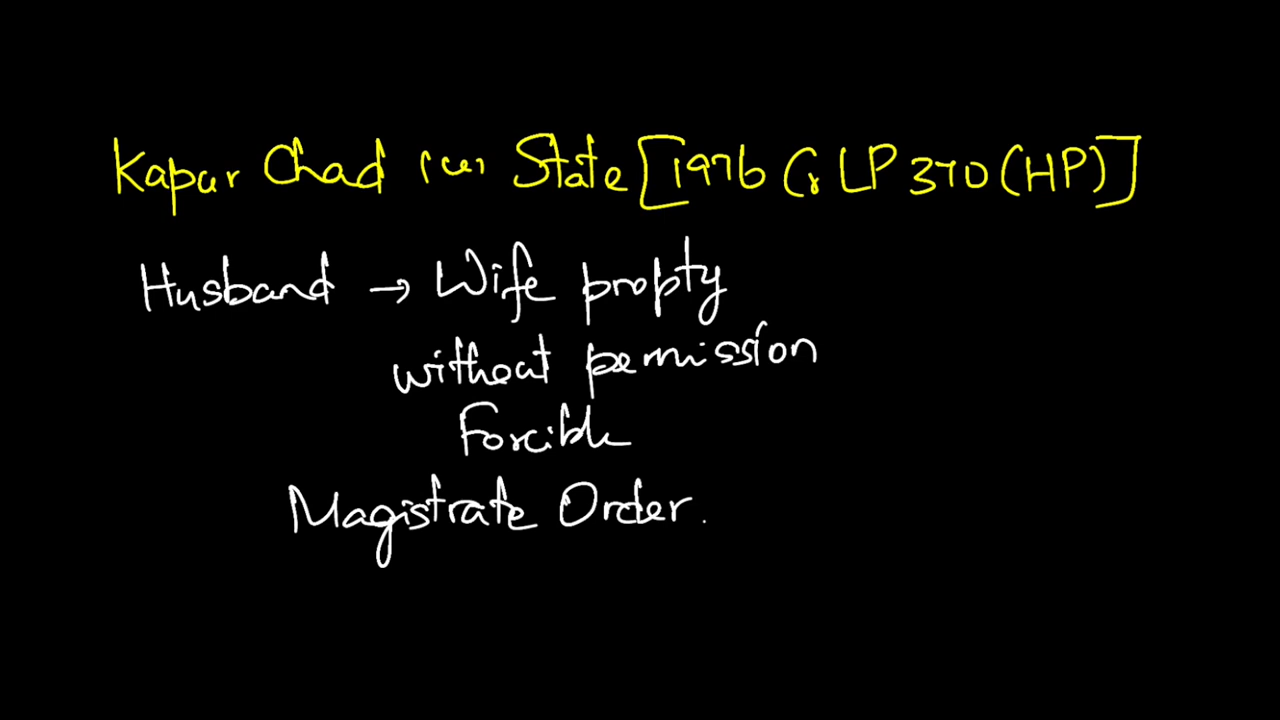 Kapur Chad (vs) State [1976 Cr LP 370 (HP)]
Husband → Wife propty
without permission
Forcible
Magistrate Order.